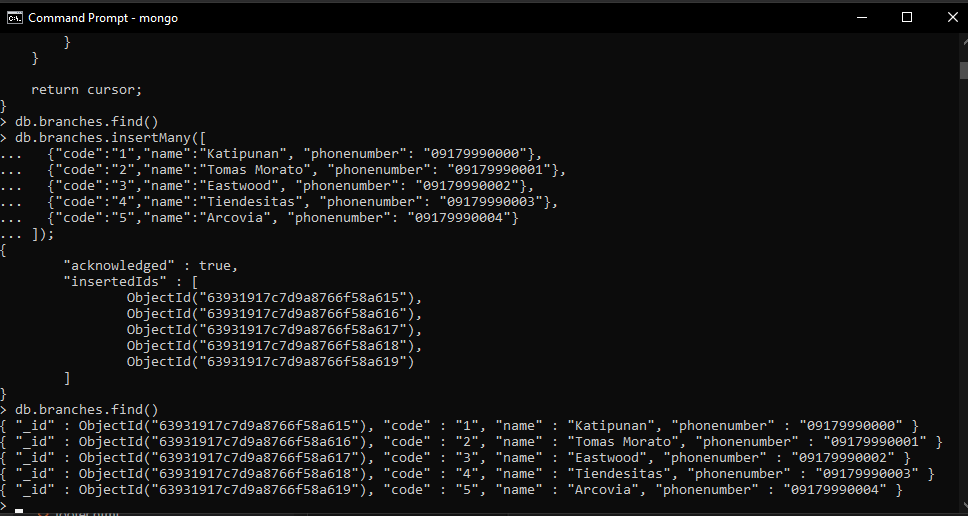 Command Prompt - mongo
        }
    }
    return cursor;
}
> db.branches.find()
> db.branches.insertMany([
...   {"code":"1","name":"Katipunan", "phonenumber": "09179990000"},
...   {"code":"2","name":"Tomas Morato", "phonenumber": "09179990001"},
...   {"code":"3","name":"Eastwood", "phonenumber": "09179990002"},
...   {"code":"4","name":"Tiendesitas", "phonenumber": "09179990003"},
...   {"code":"5","name":"Arcovia", "phonenumber": "09179990004"}
... ]);
{
        "acknowledged" : true,
        "insertedIds" : [
                ObjectId("63931917c7d9a8766f58a615"),
                ObjectId("63931917c7d9a8766f58a616"),
                ObjectId("63931917c7d9a8766f58a617"),
                ObjectId("63931917c7d9a8766f58a618"),
                ObjectId("63931917c7d9a8766f58a619")
        ]
}
> db.branches.find()
{ "_id" : ObjectId("63931917c7d9a8766f58a615"), "code" : "1", "name" : "Katipunan", "phonenumber" : "09179990000" }
{ "_id" : ObjectId("63931917c7d9a8766f58a616"), "code" : "2", "name" : "Tomas Morato", "phonenumber" : "09179990001" }
{ "_id" : ObjectId("63931917c7d9a8766f58a617"), "code" : "3", "name" : "Eastwood", "phonenumber" : "09179990002" }
{ "_id" : ObjectId("63931917c7d9a8766f58a618"), "code" : "4", "name" : "Tiendesitas", "phonenumber" : "09179990003" }
{ "_id" : ObjectId("63931917c7d9a8766f58a619"), "code" : "5", "name" : "Arcovia", "phonenumber" : "09179990004" }
>